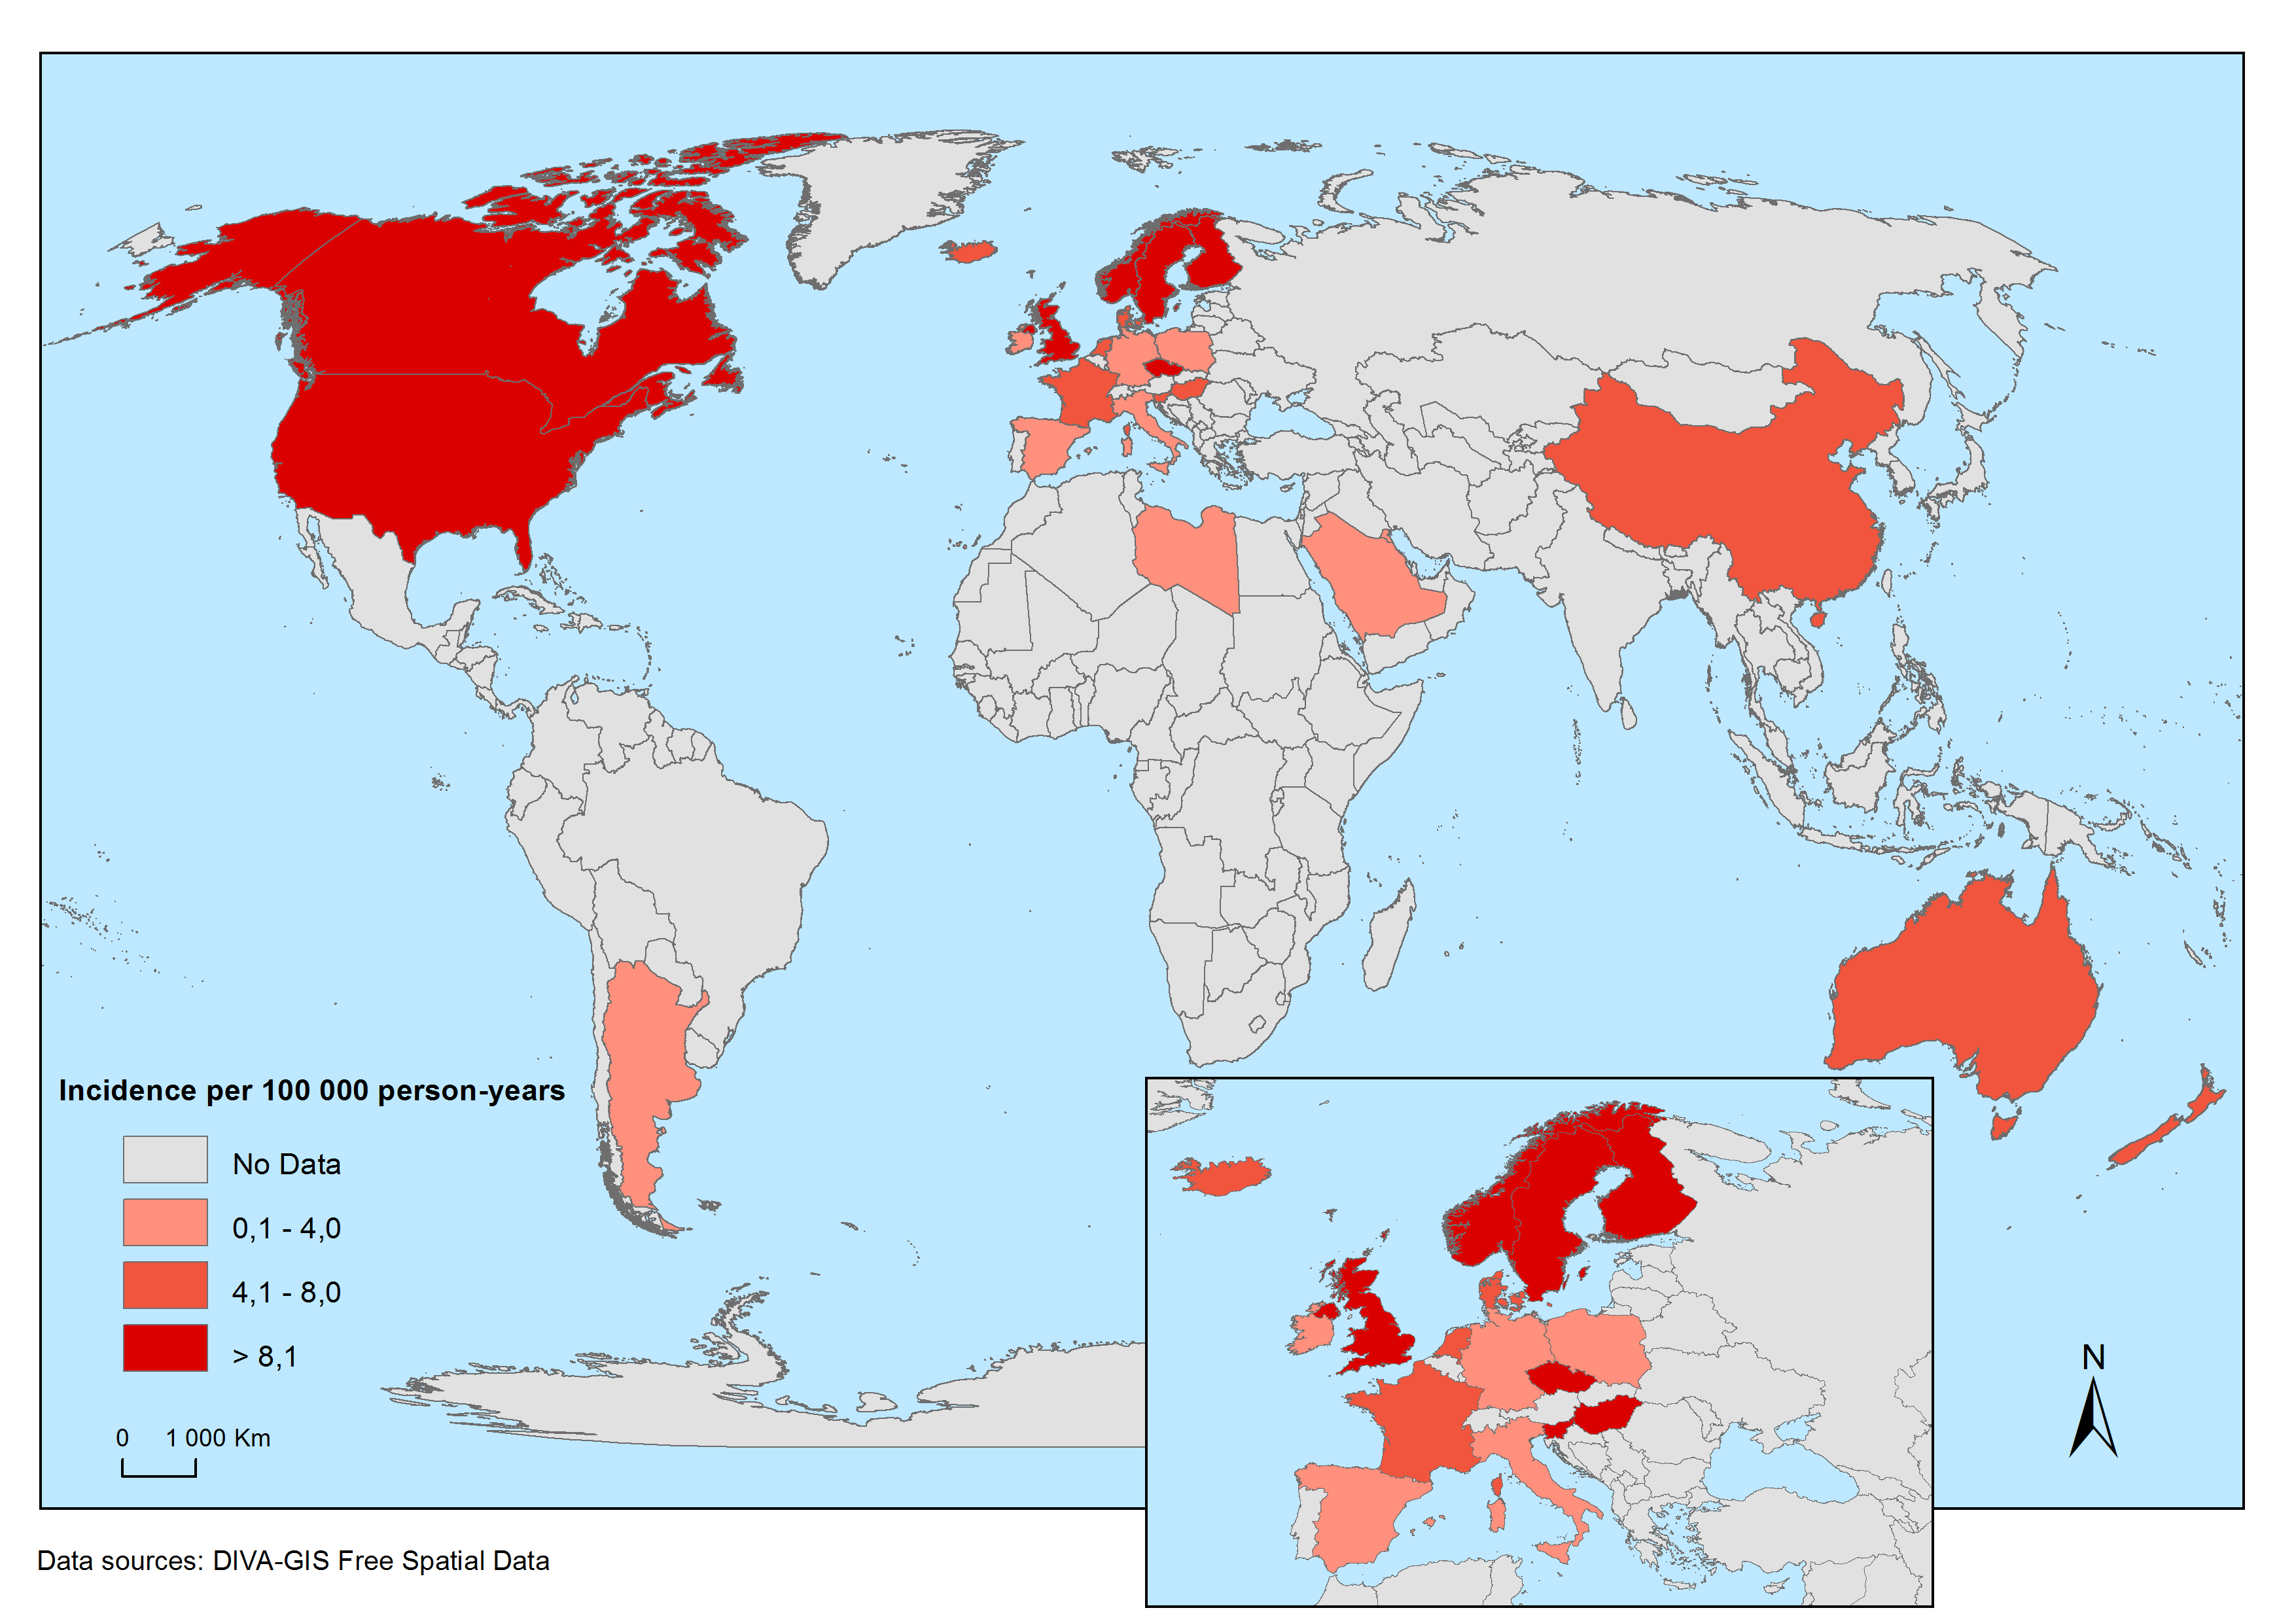 Incidence per 100 000 person-years
No Data
0,1 - 4,0
4,1 - 8,0
> 8,1
0 1 000 Km
N
Data sources: DIVA-GIS Free Spatial Data